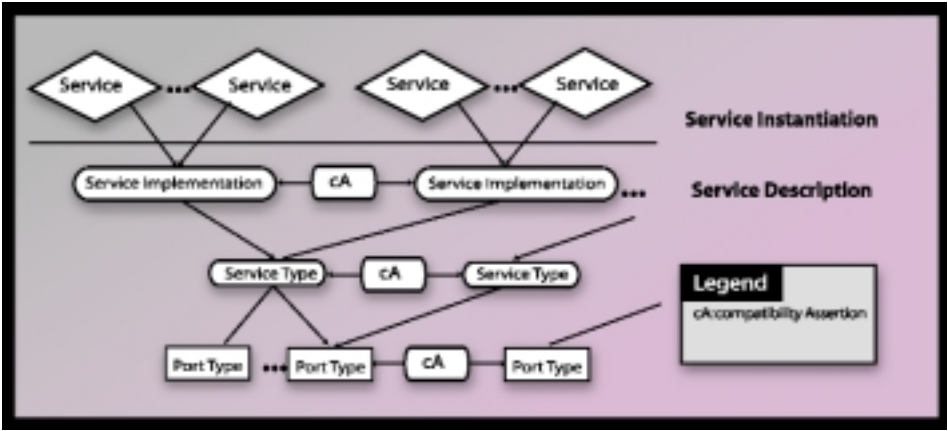 Service ... Service Service ... Service
Service Instantiation
Service Implementation cA Service Implementation ...
Service Description
Service Type cA Service Type
Legend
cA:compatibility Assertion
Port Type ... Port Type cA Port Type